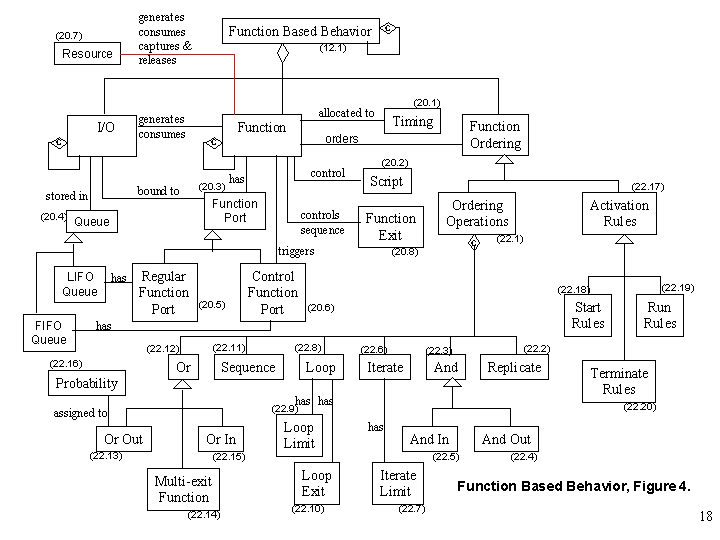 generates
consumes
captures &
releases
(20.7)
Resource
Function Based Behavior
C
(12.1)
I/O
C
generates
consumes
Function
C
allocated to
(20.1)
Timing
orders
Function
Ordering
control
(20.2)
Script
has
stored in
bound to
(20.3)
Function
Port
(20.4)
Queue
controls
sequence
Function
Exit
(20.8)
Ordering
Operations
C
(22.1)
(22.17)
Activation
Rules
triggers
LIFO
Queue
has
Regular
Function
Port
(20.5)
Control
Function
Port
(20.6)
(22.18)
Start
Rules
(22.19)
Run
Rules
FIFO
Queue
has
(22.16)
Probability
(22.12)
Or
(22.11)
Sequence
(22.8)
Loop
(22.6)
Iterate
(22.3)
And
(22.2)
Replicate
Terminate
Rules
(22.20)
assigned to
has has
(22.9)
Loop
Limit
has
Or Out
(22.13)
Or In
(22.15)
And In
(22.5)
And Out
(22.4)
Multi-exit
Function
(22.14)
Loop
Exit
(22.10)
Iterate
Limit
(22.7)
Function Based Behavior, Figure 4.
18